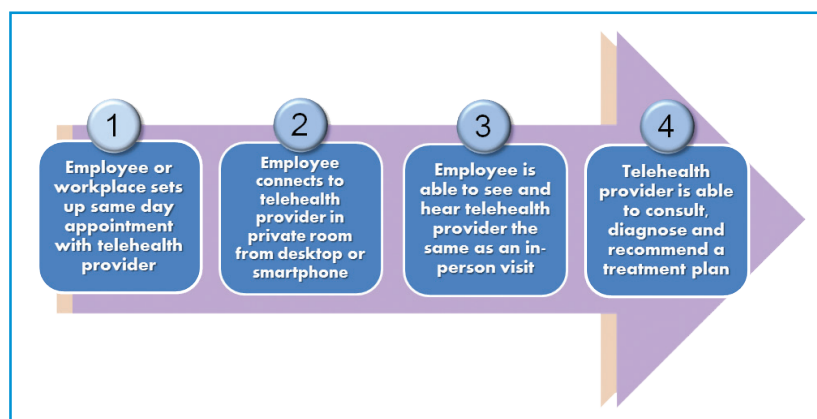 1
Employee or
workplace sets
up same day
appointment
with telehealth
provider
2
Employee
connects to
telehealth
provider in
private room
from desktop or
smartphone
3
Employee is
able to see and
hear telehealth
provider the
same as an in-
person visit
4
Telehealth
provider is able
to consult,
diagnose and
recommend a
treatment plan